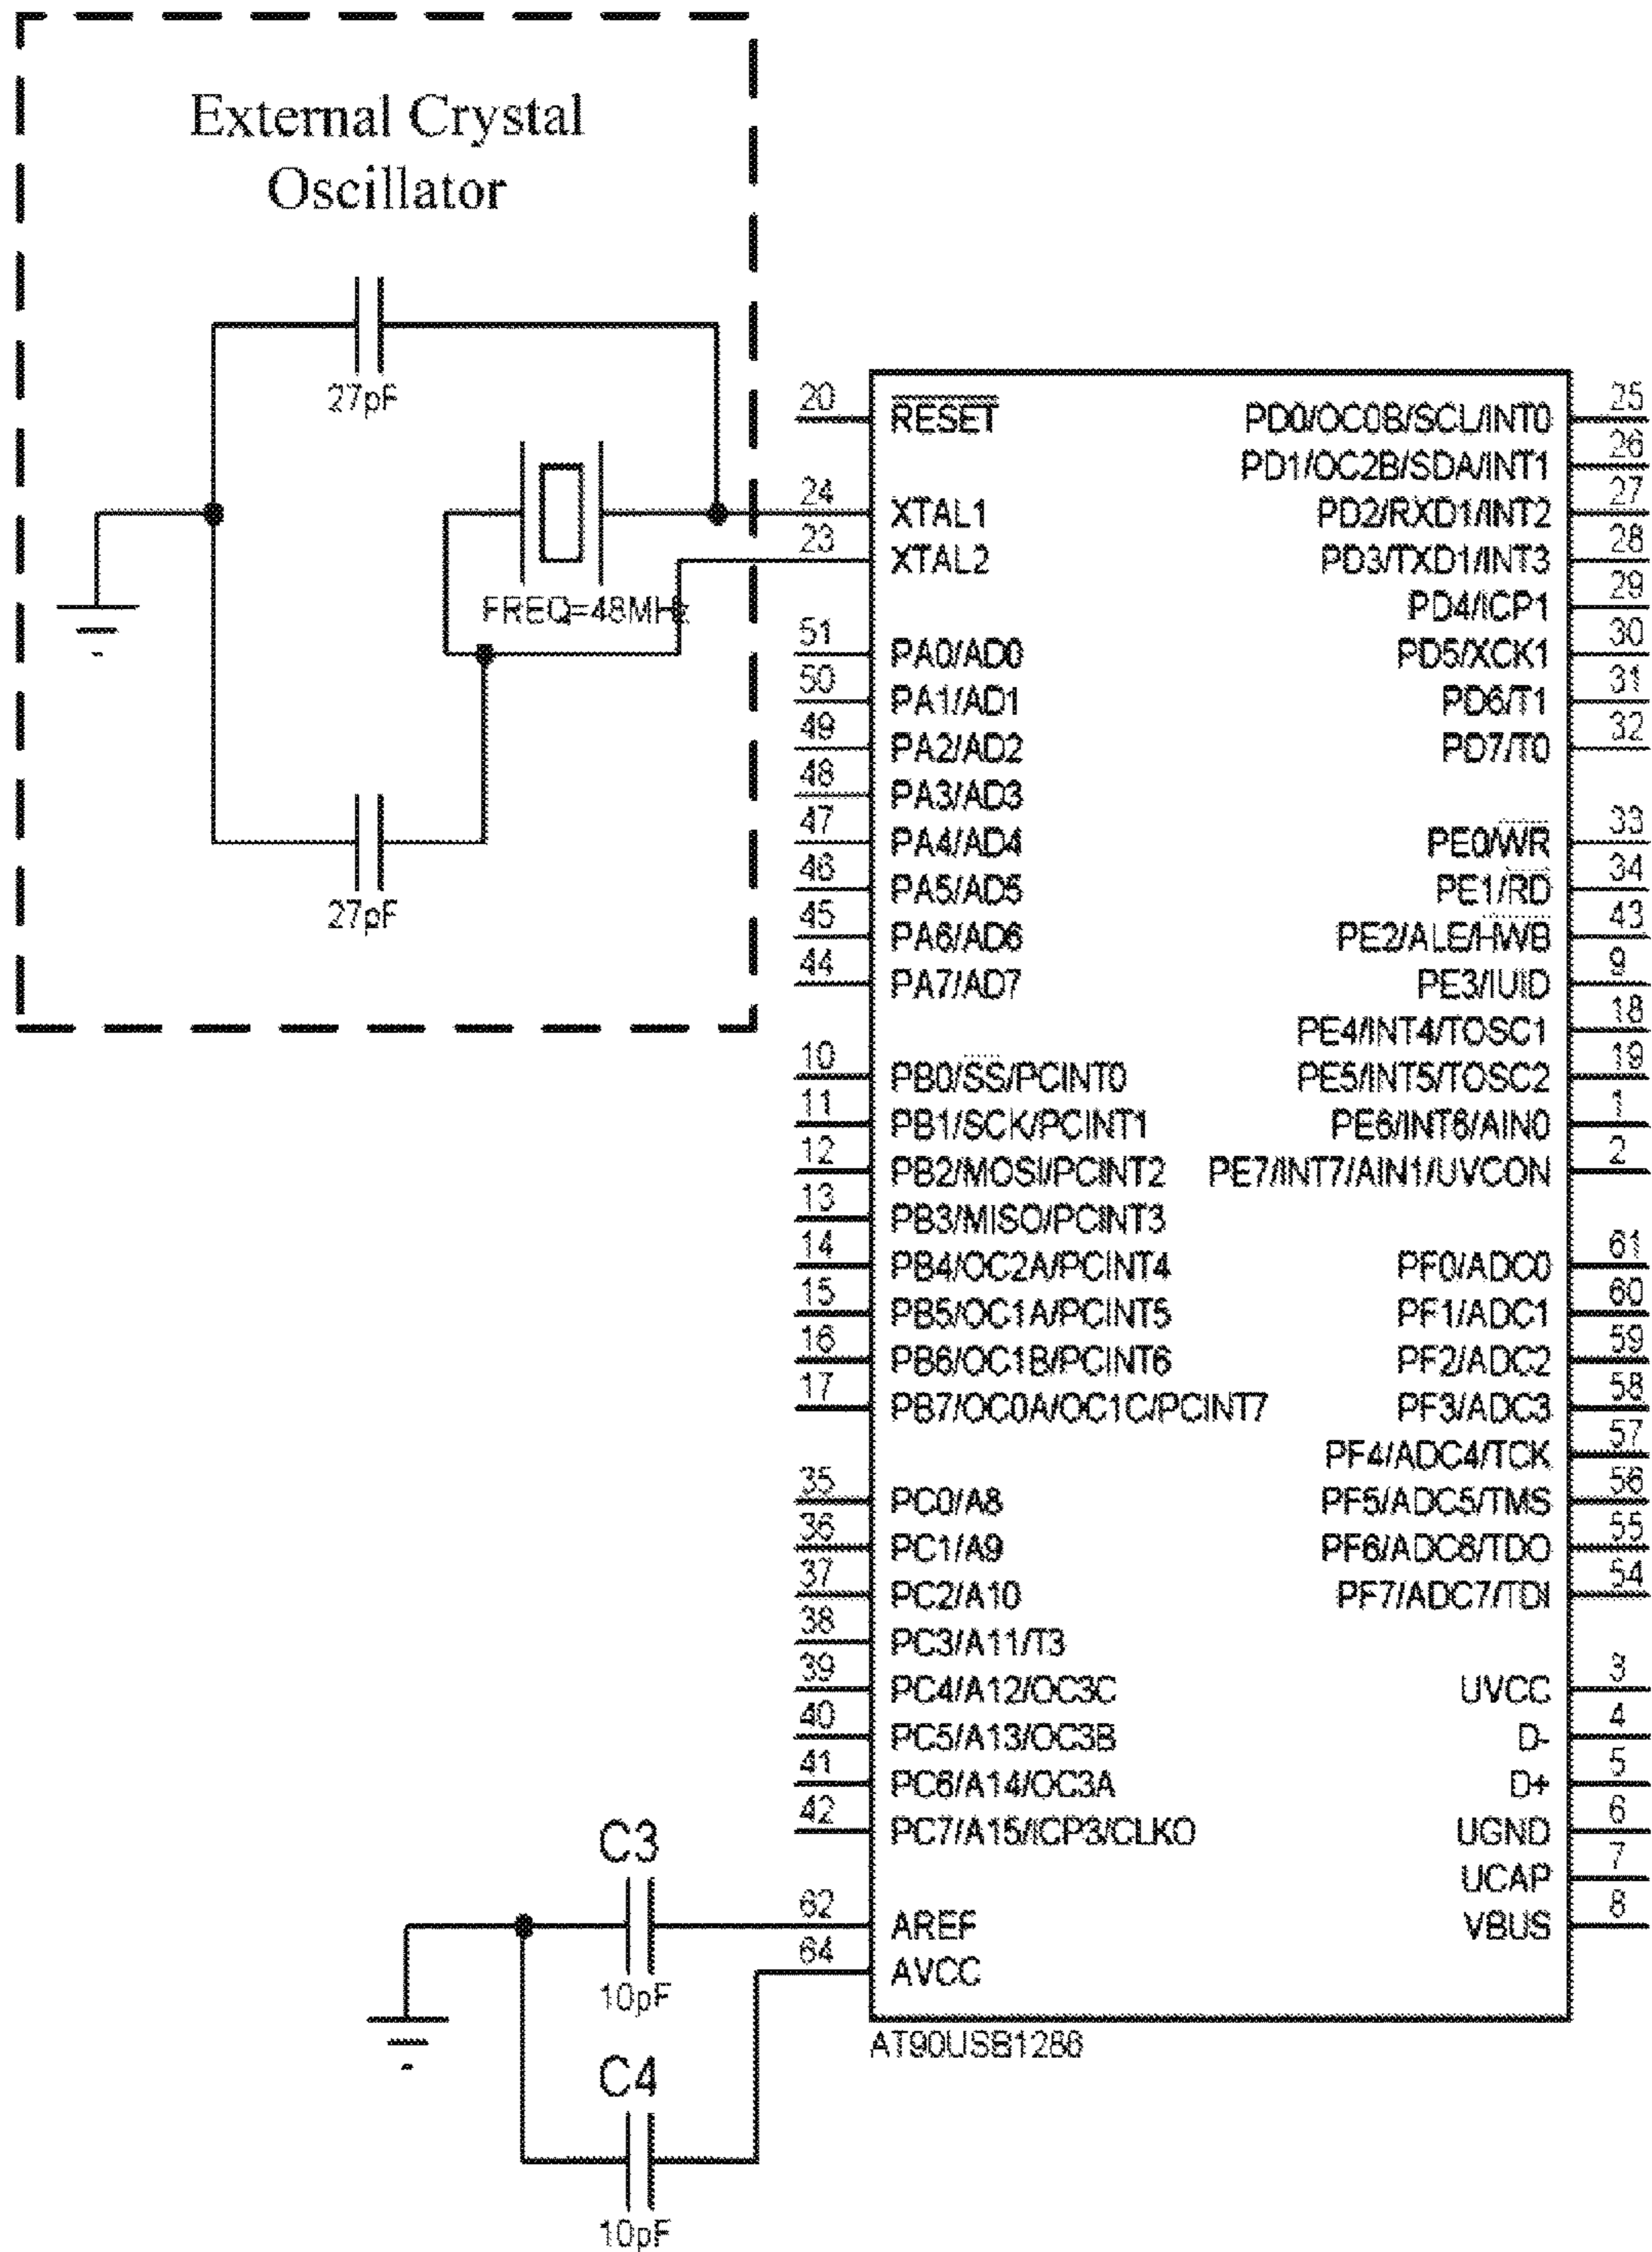 External Crystal
Oscillator
27pF
FREQ=48MHz
27pF
20 RESET
24 XTAL1
23 XTAL2
51 PA0/AD0
50 PA1/AD1
49 PA2/AD2
48 PA3/AD3
47 PA4/AD4
46 PA5/AD5
45 PA6/AD6
44 PA7/AD7
10 PB0/SS/PCINT0
11 PB1/SCK/PCINT1
12 PB2/MOSI/PCINT2
13 PB3/MISO/PCINT3
14 PB4/OC2A/PCINT4
15 PB5/OC1A/PCINT5
16 PB6/OC1B/PCINT6
17 PB7/OC0A/OC1C/PCINT7
35 PC0/A8
36 PC1/A9
37 PC2/A10
38 PC3/A11/T3
39 PC4/A12/OC3C
40 PC5/A13/OC3B
41 PC6/A14/OC3A
42 PC7/A15/ICP3/CLKO
62 AREF
64 AVCC
PD0/OC0B/SCL/INT0 25
PD1/OC2B/SDA/INT1 26
PD2/RXD1/INT2 27
PD3/TXD1/INT3 28
PD4/ICP1 29
PD5/XCK1 30
PD6/T1 31
PD7/T0 32
PE0/WR 33
PE1/RD 34
PE2/ALE/HWB 43
PE3/IUID 9
PE4/INT4/TOSC1 18
PE5/INT5/TOSC2 19
PE6/INT6/AIN0 1
PE7/INT7/AIN1/UVCON 2
PF0/ADC0 61
PF1/ADC1 60
PF2/ADC2 59
PF3/ADC3 58
PF4/ADC4/TCK 57
PF5/ADC5/TMS 56
PF6/ADC6/TDO 55
PF7/ADC7/TDI 54
UVCC 3
D- 4
D+ 5
UGND 6
UCAP 7
VBUS 8
AT90USB1286
C3
10pF
C4
10pF